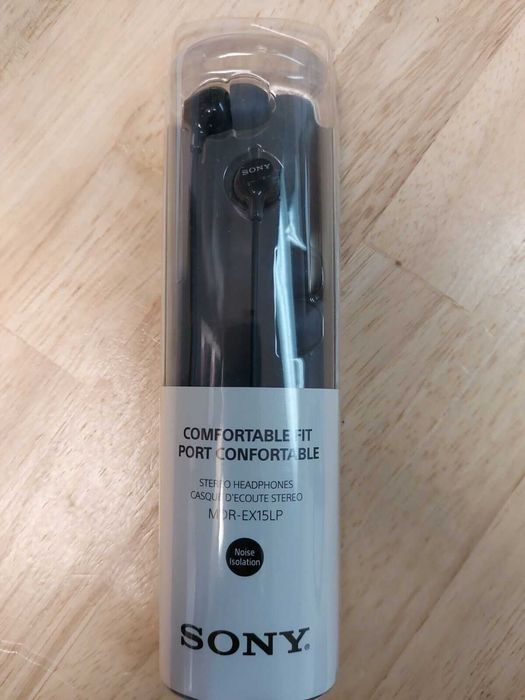 SONY
COMFORTABLE FIT
PORT CONFORTABLE
STEREO HEADPHONES
CASQUE D'ECOUTE STEREO
MDR-EX15LP
Noise
Isolation
SONY®